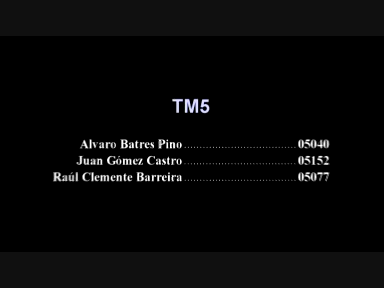 TM5
Alvaro Batres Pino....................................05040
Juan Gómez Castro....................................05152
Raúl Clemente Barreira....................................05077